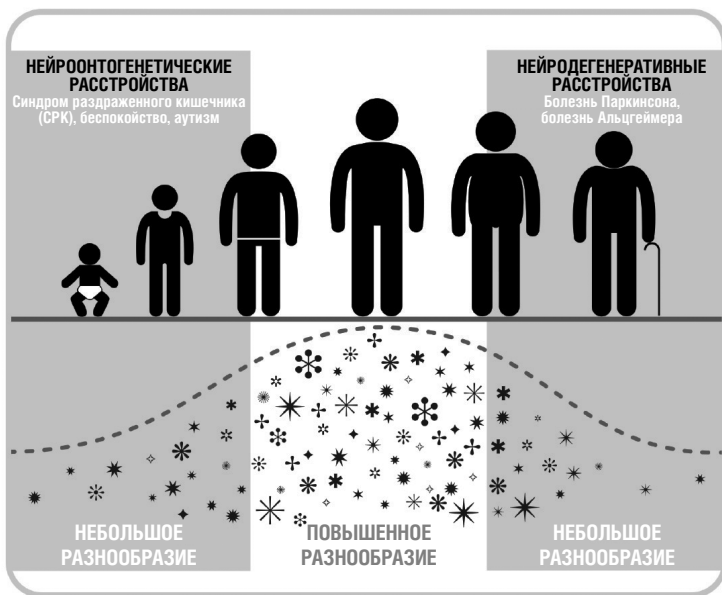 НЕЙРООНТОГЕНЕТИЧЕСКИЕ
РАССТРОЙСТВА
Синдром раздраженного кишечника
(СРК), беспокойство, аутизм
НЕЙРОДЕГЕНЕРАТИВНЫЕ
РАССТРОЙСТВА
Болезнь Паркинсона,
болезнь Альцгеймера
НЕБОЛЬШОЕ
РАЗНООБРАЗИЕ
ПОВЫШЕННОЕ
РАЗНООБРАЗИЕ
НЕБОЛЬШОЕ
РАЗНООБРАЗИЕ